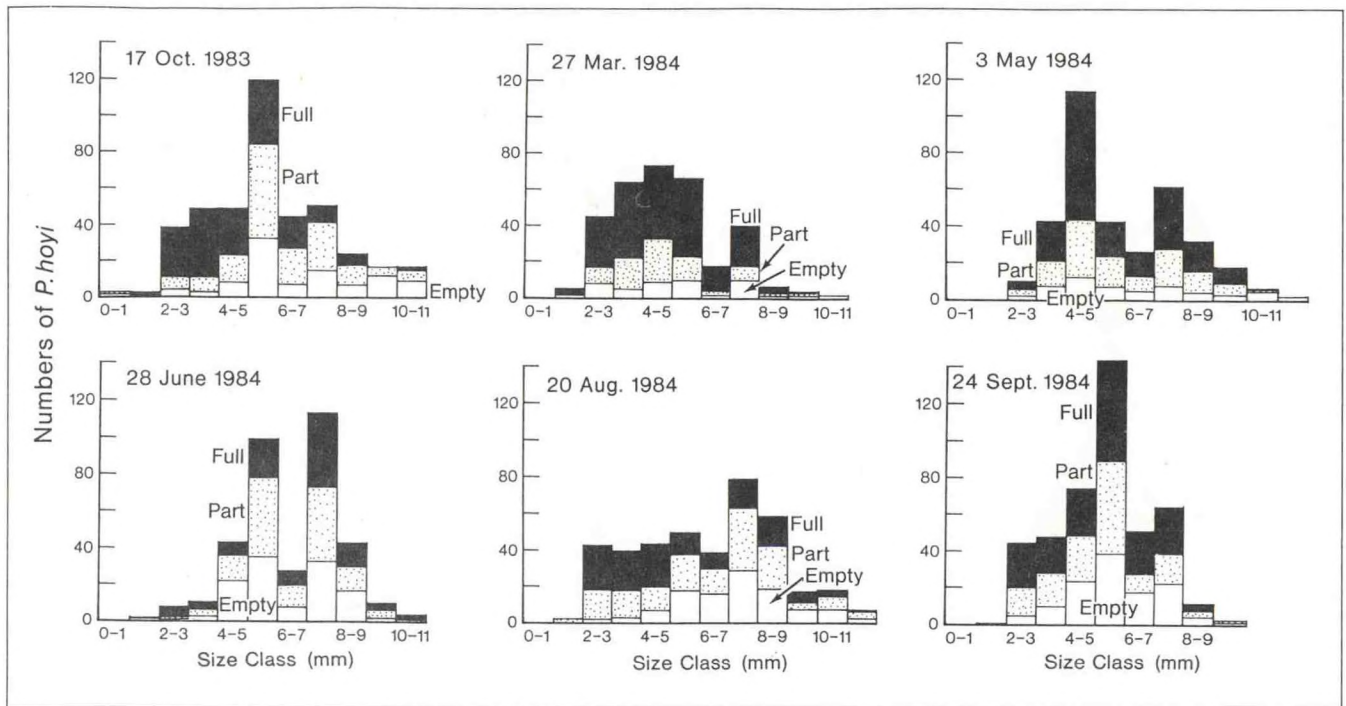 Numbers of P.hoyi
17 Oct. 1983
120
80
40
0
Full
Part
Empty
0–1 2–3 4–5 6–7 8–9 10–11
27 Mar. 1984
120
80
40
0
Full
Part
Empty
0–1 2–3 4–5 6–7 8–9 10–11
3 May 1984
120
80
40
0
Full
Part
Empty
0–1 2–3 4–5 6–7 8–9 10–11
28 June 1984
120
80
40
0
Full
Part
Empty
0–1 2–3 4–5 6–7 8–9 10–11
Size Class (mm)
20 Aug. 1984
120
80
40
0
Full
Part
Empty
0–1 2–3 4–5 6–7 8–9 10–11
Size Class (mm)
24 Sept. 1984
120
80
40
0
Full
Part
Empty
0–1 2–3 4–5 6–7 8–9
Size Class (mm)